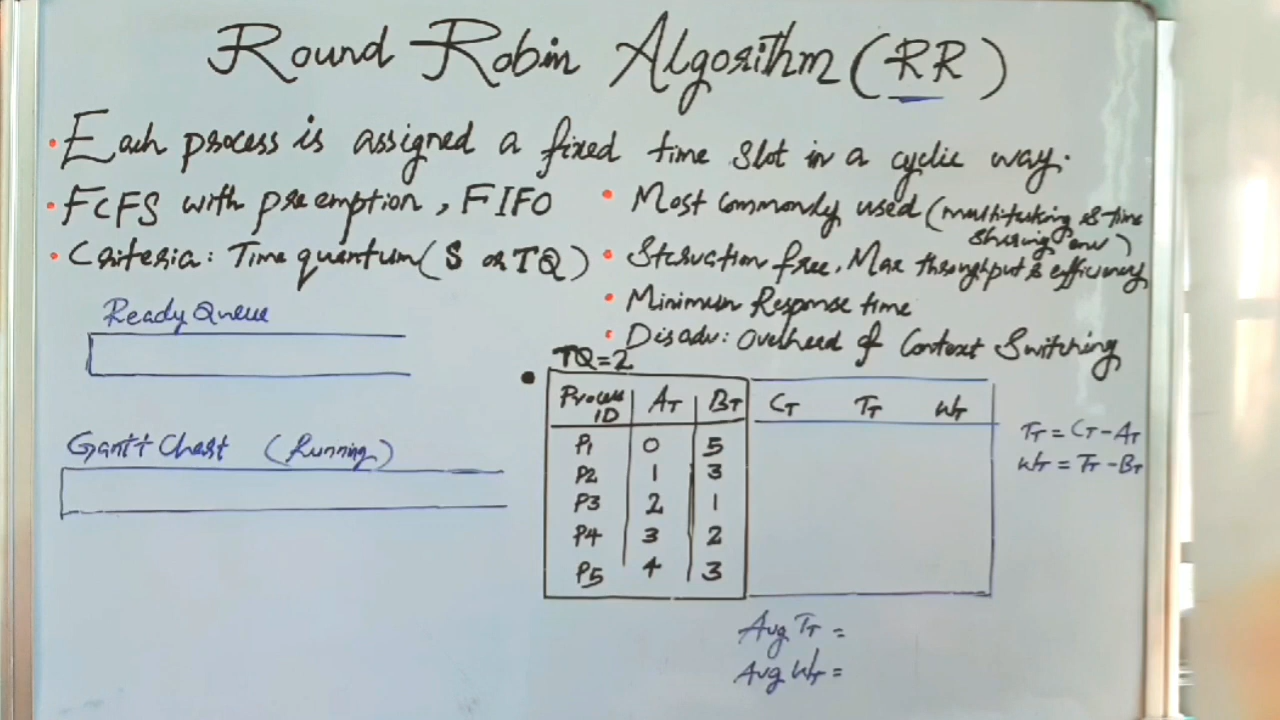 Round Robin Algorithm (RR)
• Each process is assigned a fixed time slot in a cyclic way.
• FCFS with preemption, FIFO
• Criteria: Time quantum (S or TQ)
• Most commonly used (multitasking & time
sharing env)
• Starvation free, Max throughput & efficiency
• Minimum Response time
• Disadv: Overhead of Context Switching
Ready Queue
Gantt Chart (Running)
• TQ=2
Process ID AT BT CT TT WT
P1 0 5
P2 1 3
P3 2 1
P4 3 2
P5 4 3
TT = CT - AT
WT = TT - BT
Avg TT =
Avg WT =